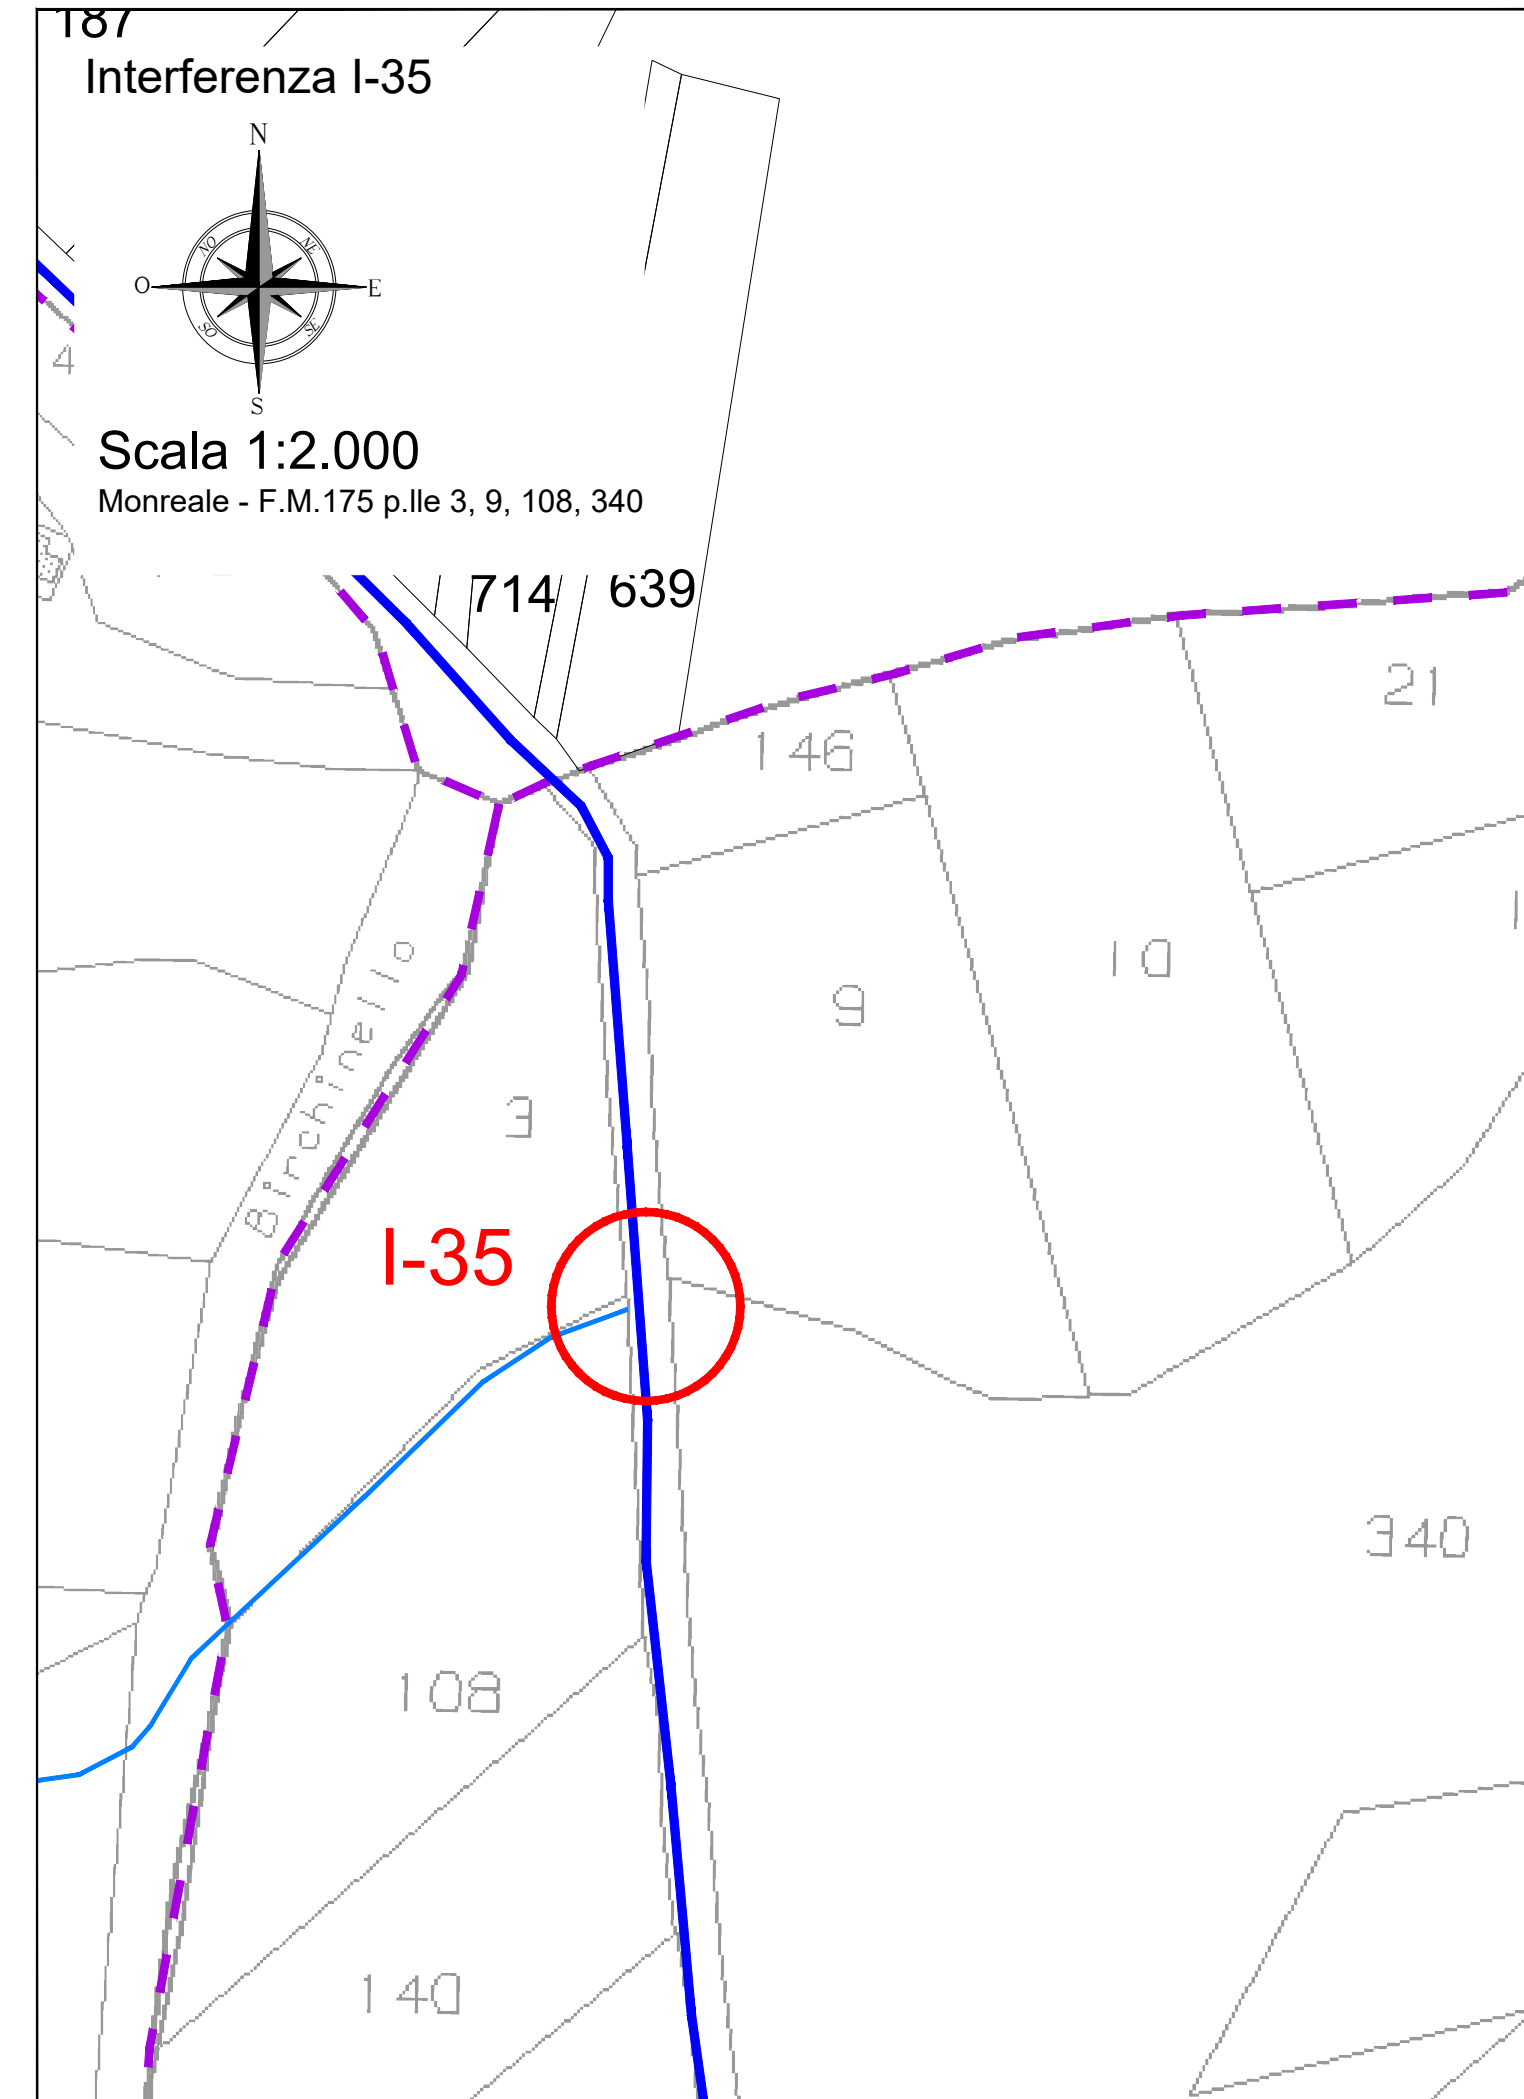 187
Interferenza I-35
N
NO
NE
O
E
SO
SE
S
4
Scala 1:2.000
Monreale - F.M.175 p.lle 3, 9, 108, 340
714
639
21
146
10
9
Birchinello
3
I-35
340
108
140